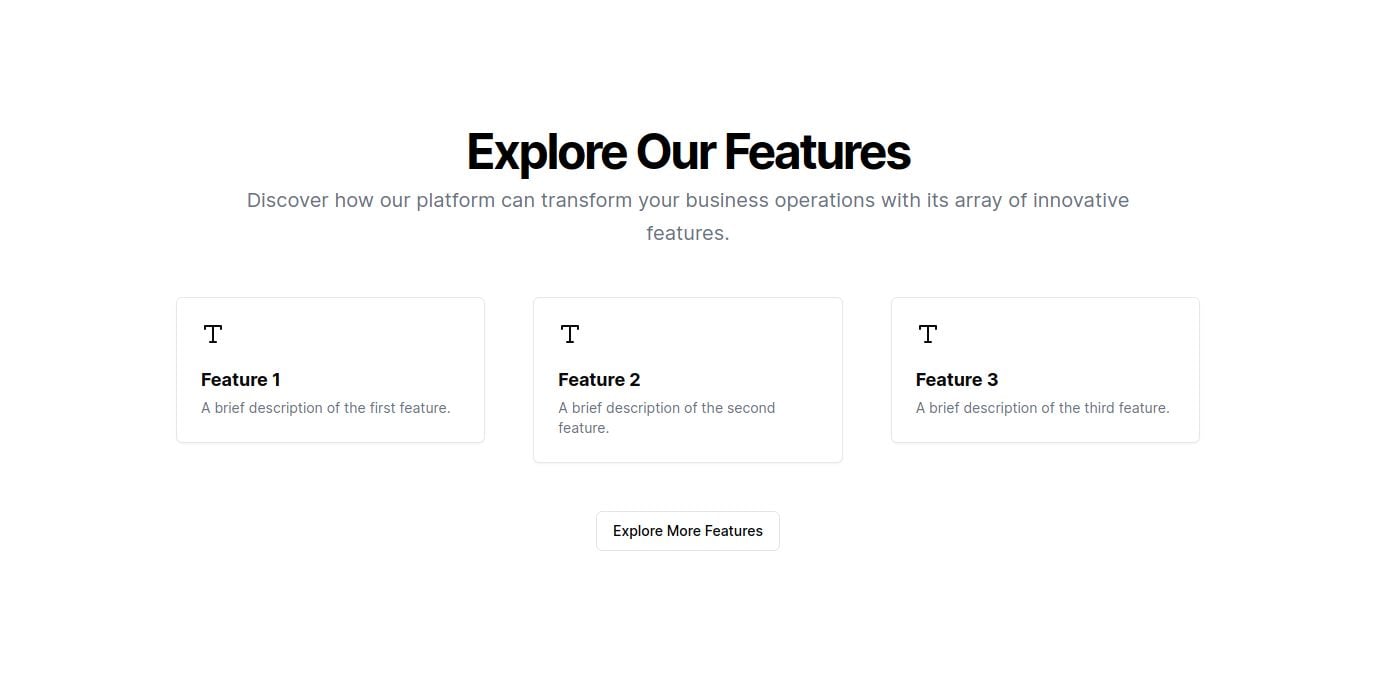 Explore Our Features
Discover how our platform can transform your business operations with its array of innovative
features.
Feature 1
A brief description of the first feature.
Feature 2
A brief description of the second
feature.
Feature 3
A brief description of the third feature.
Explore More Features